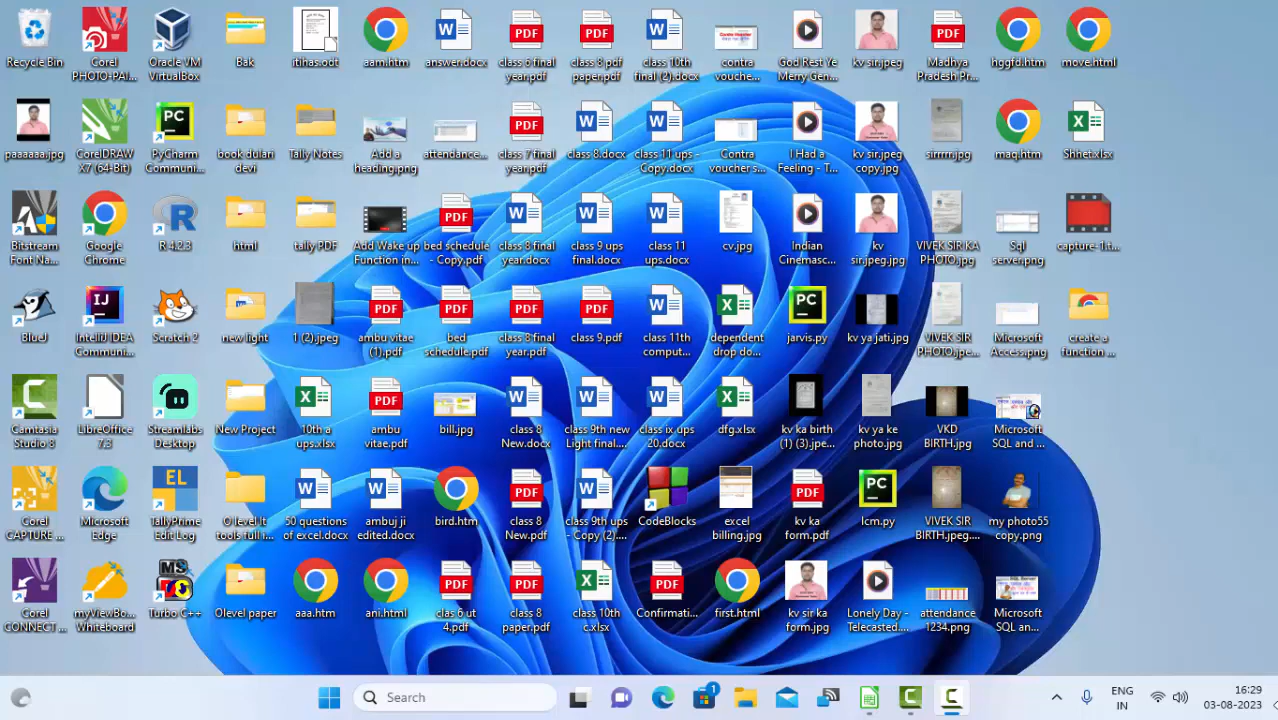 Recycle Bin
Corel
PHOTO-PAI...
Oracle VM
VirtualBox
Bak
itihas.odt
aam.htm
answer.docx
class 6 final
year.pdf
class 8 pdf
paper.pdf
class 10th
final (2).docx
contra
vouche...
God Rest Ye
Merry Gen...
kv sir.jpeg
Madhya
Pradesh Pr...
hggfd.htm
move.html
paaaaaa.jpg
CorelDRAW
X7 (64-Bit)
PyCharm
Communi...
book dulari
devi
Tally Notes
Add a
heading.png
attendance...
class 7 final
year.pdf
class 8.docx
class 11 ups -
Copy.docx
Contra
voucher s...
I Had a
Feeling - T...
kv sir.jpeg
copy.jpg
sirrrrr.jpg
maq.htm
Shhet.xlsx
Bitstream
Font Na...
Google
Chrome
R 4.2.3
html
tally PDF
Add Wake up
Function in...
bed schedule
- Copy.pdf
class 8 final
year.docx
class 9 ups
final.docx
class 11
ups.docx
cv.jpg
Indian
Cinemasc...
kv
sir.jpeg.jpg
VIVEK SIR KA
PHOTO.jpg
Sql
server.png
capture-1.t...
BlueJ
IntelliJ IDEA
Communi...
Scratch 2
new light
1 (2).jpeg
ambu vitae
(1).pdf
bed
schedule.pdf
class 8 final
year.pdf
class 9.pdf
class 11th
comput...
dependent
drop do...
jarvis.py
kv ya jati.jpg
VIVEK SIR
PHOTO.jpe...
Microsoft
Access.png
create a
function ...
Camtasia
Studio 8
LibreOffice
7.3
Streamlabs
Desktop
New Project
10th a
ups.xlsx
ambu
vitae.pdf
bill.jpg
class 8
New.docx
class 9th new
Light final....
class ix ups
20.docx
dfg.xlsx
kv ka birth
(1) (3).jpe...
kv ya ke
photo.jpg
VKD
BIRTH.jpg
Microsoft
SQL and ...
Corel
CAPTURE ...
Microsoft
Edge
TallyPrime
Edit Log
O level It
tools full i...
50 questions
of excel.docx
ambuj ji
edited.docx
bird.htm
class 8
New.pdf
class 9th ups
- Copy (2)....
CodeBlocks
excel
billing.jpg
kv ka
form.pdf
lcm.py
VIVEK SIR
BIRTH.jpeg....
my photo55
copy.png
Corel
CONNECT ...
myViewBo...
Whiteboard
Turbo C++
Olevel paper
aaa.htm
ani.html
clas 6 ut
4.pdf
class 8
paper.pdf
class 10th
c.xlsx
Confirmati...
first.html
kv sir ka
form.jpg
Lonely Day -
Telecasted....
attendance
1234.png
Microsoft
SQL an...
Search
ENG
IN
16:29
03-08-2023